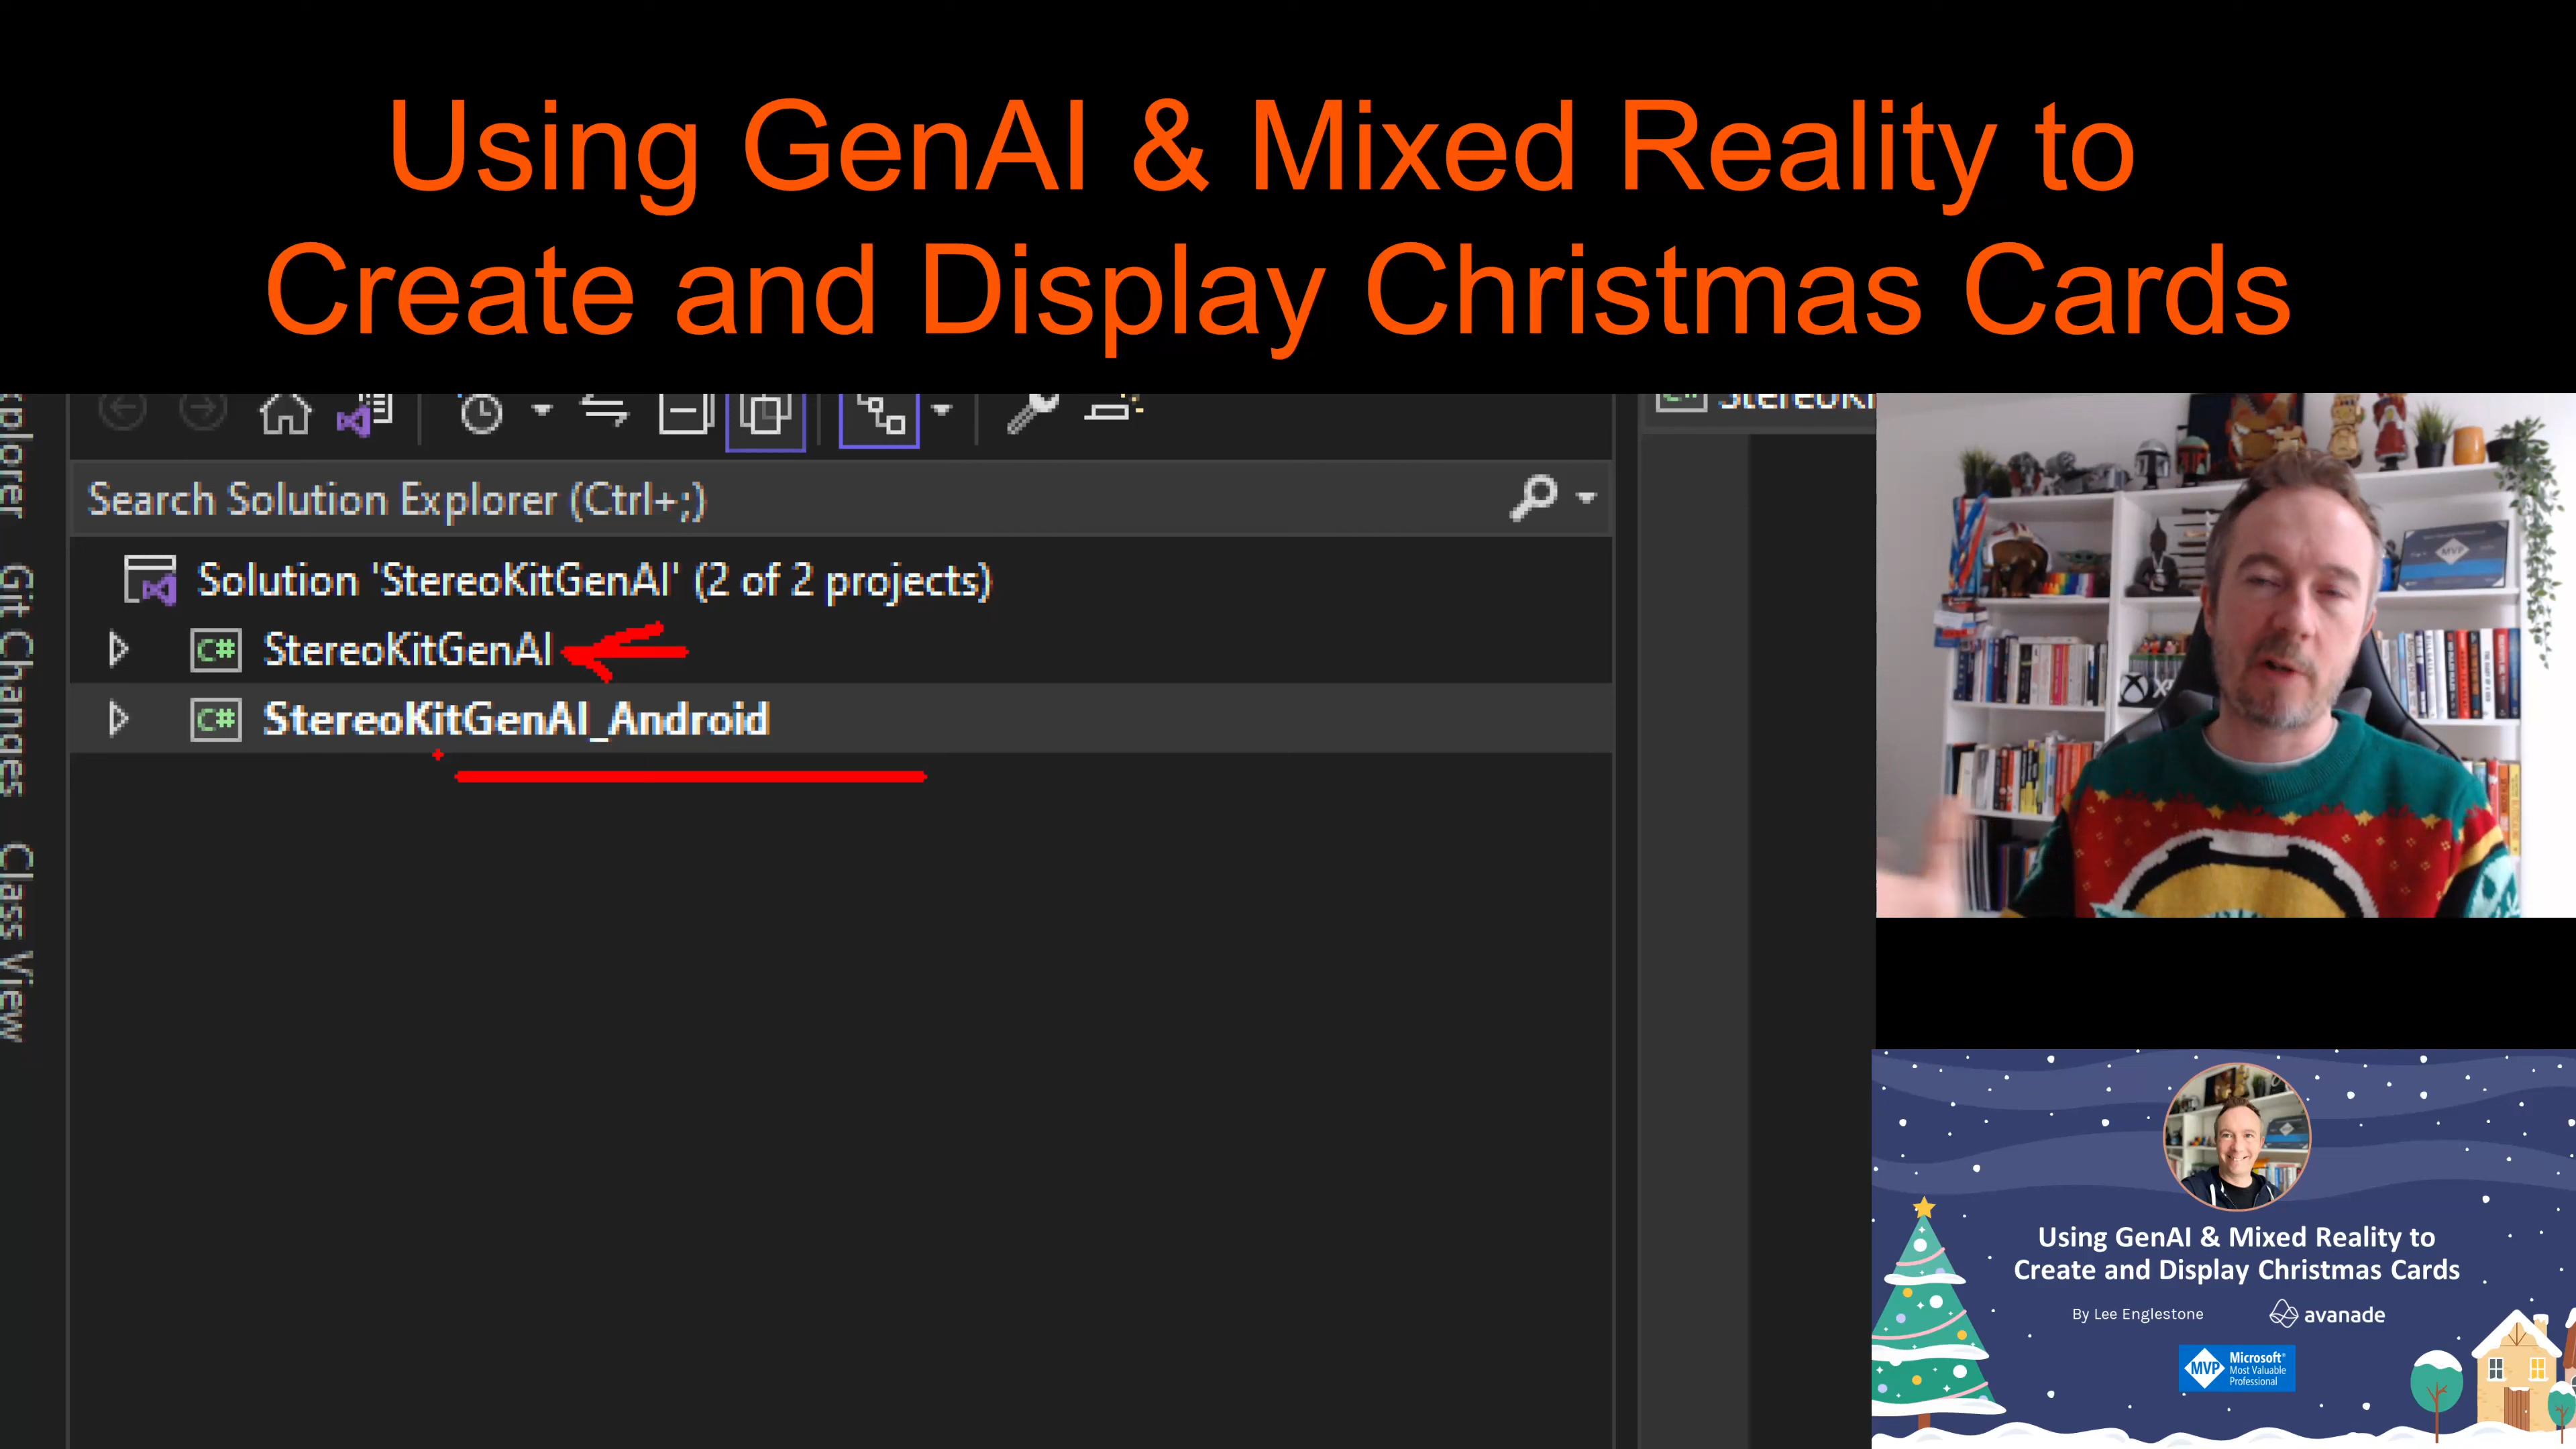 Using GenAI & Mixed Reality to
Create and Display Christmas Cards
Search Solution Explorer (Ctrl+;)
Solution 'StereoKitGenAI' (2 of 2 projects)
C# StereoKitGenAI
C# StereoKitGenAI_Android
Git Changes
Class View
MVP
Using GenAI & Mixed Reality to
Create and Display Christmas Cards
By Lee Englestone
avanade
MVP
Microsoft®
Most Valuable
Professional